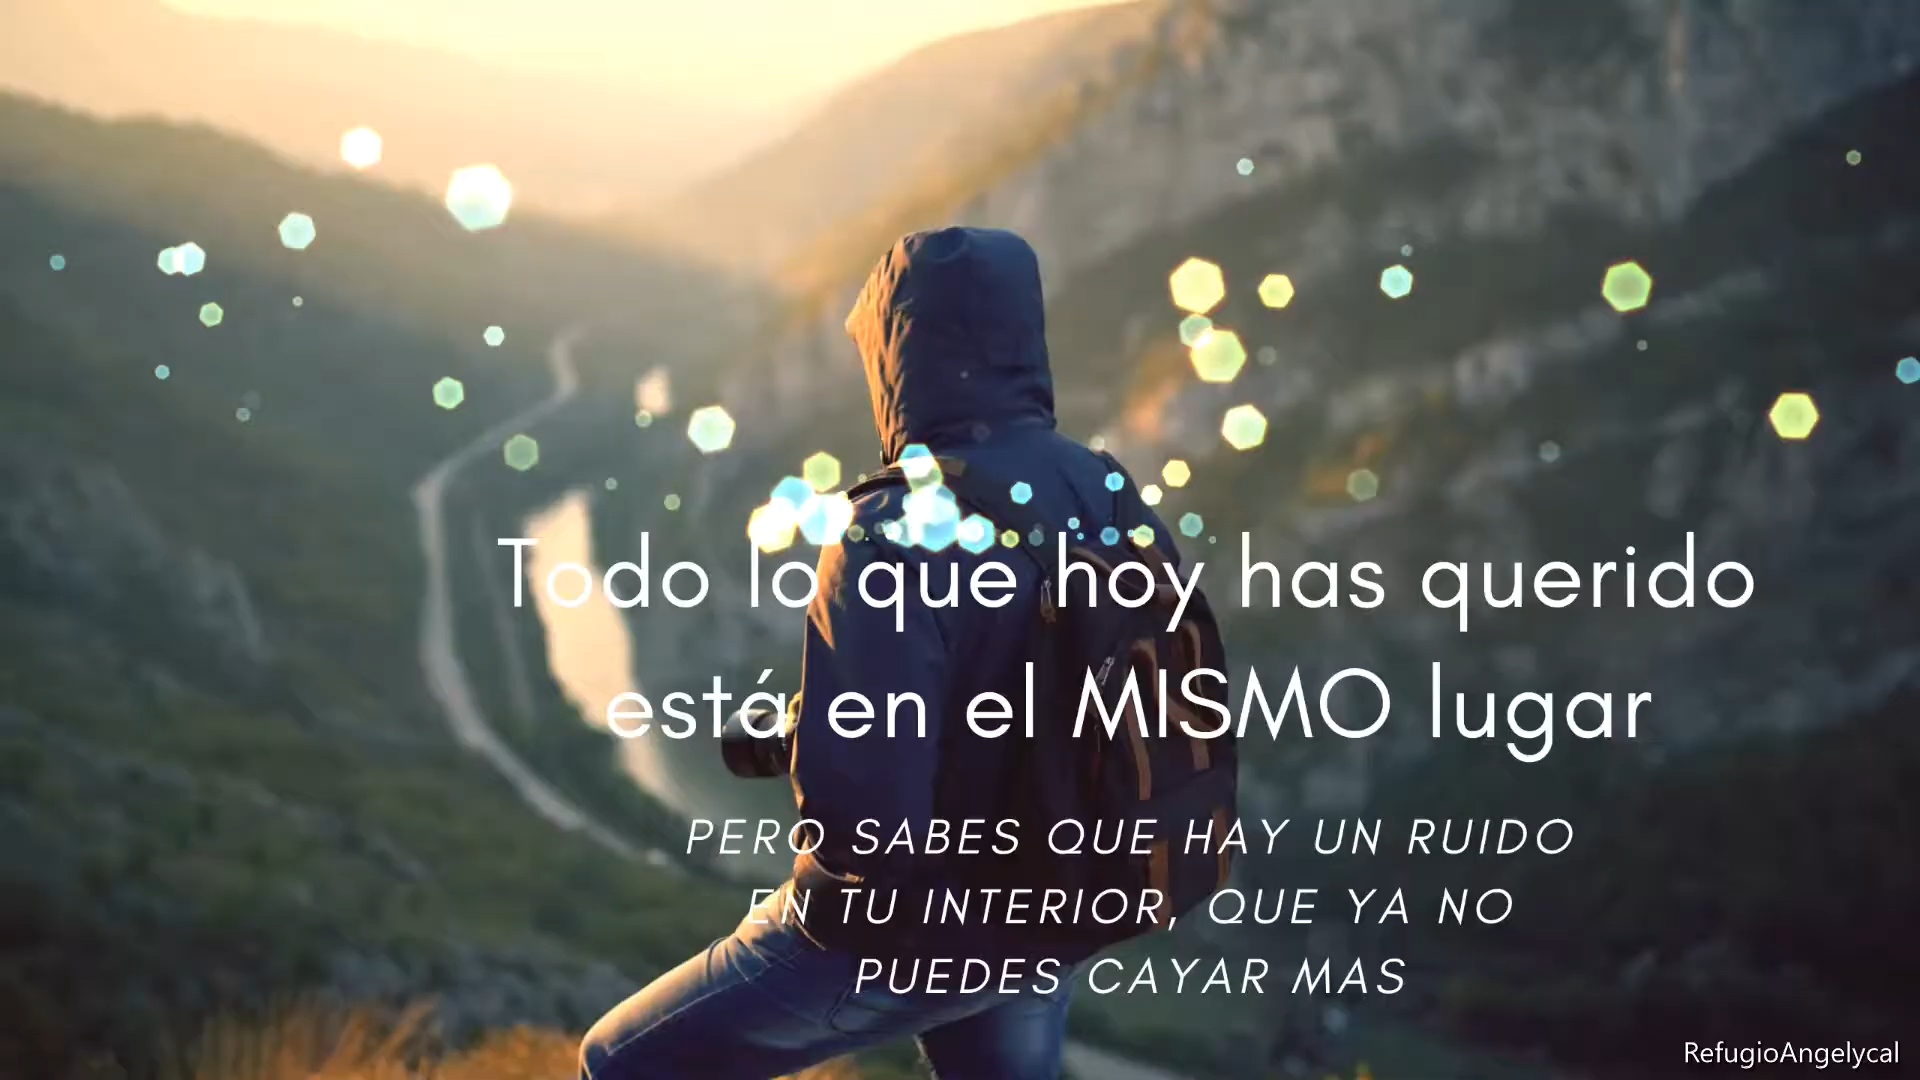 Todo lo que hoy has querido
está en el MISMO lugar
PERO SABES QUE HAY UN RUIDO
EN TU INTERIOR, QUE YA NO
PUEDES CAYAR MAS
RefugioAngelycal